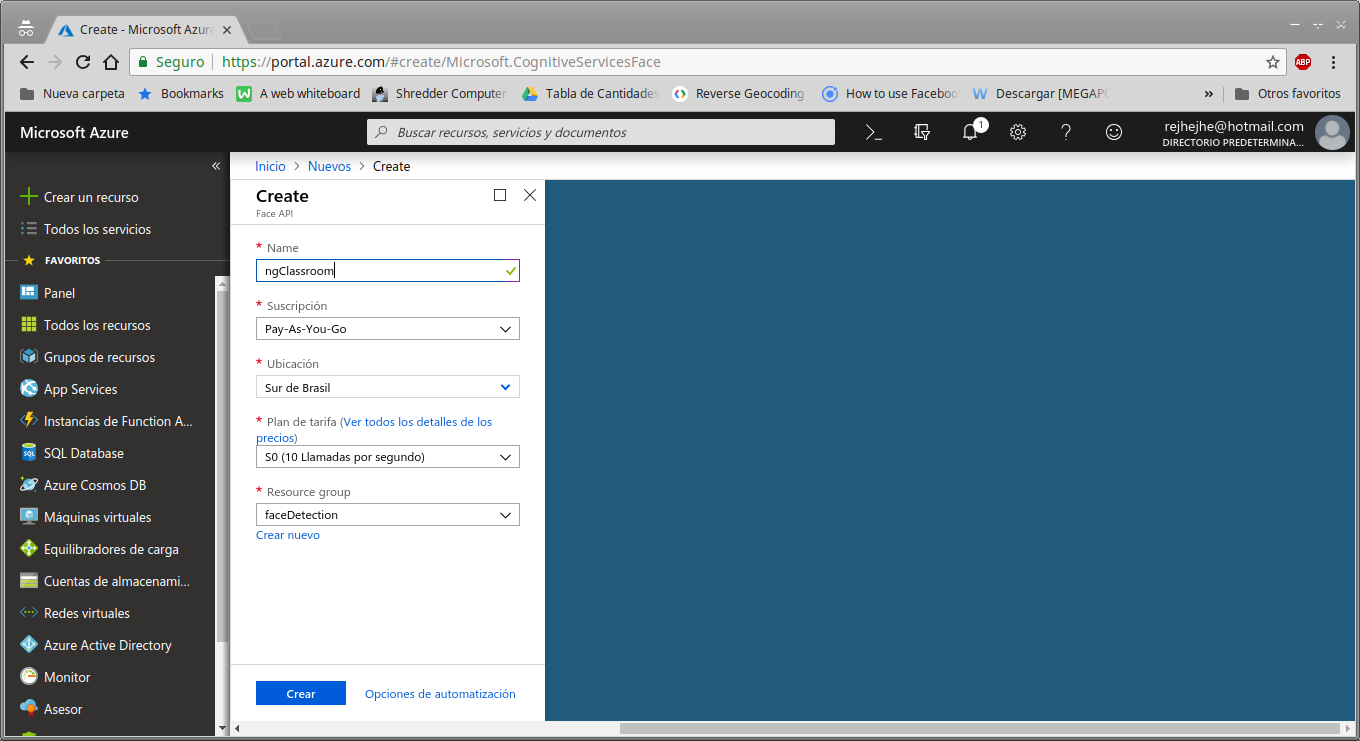 Create - Microsoft Azure
Seguro
https://portal.azure.com/#create/Microsoft.CognitiveServicesFace
ABP
Nueva carpeta
Bookmarks
A web whiteboard
Shredder Computer
Tabla de Cantidades
Reverse Geocoding
How to use Faceboo
Descargar [MEGAPC
»
Otros favoritos
Microsoft Azure
Buscar recursos, servicios y documentos
1
rejhejhe@hotmail.com
DIRECTORIO PREDETERMINA...
«
Inicio > Nuevos > Create
Crear un recurso
Todos los servicios
FAVORITOS
Panel
Todos los recursos
Grupos de recursos
App Services
Instancias de Function A...
SQL Database
Azure Cosmos DB
Máquinas virtuales
Equilibradores de carga
Cuentas de almacenami...
Redes virtuales
Azure Active Directory
Monitor
Asesor
Create
Face API
* Name
ngClassroom
* Suscripción
Pay-As-You-Go
* Ubicación
Sur de Brasil
* Plan de tarifa (Ver todos los detalles de los
precios)
S0 (10 Llamadas por segundo)
* Resource group
faceDetection
Crear nuevo
Crear
Opciones de automatización